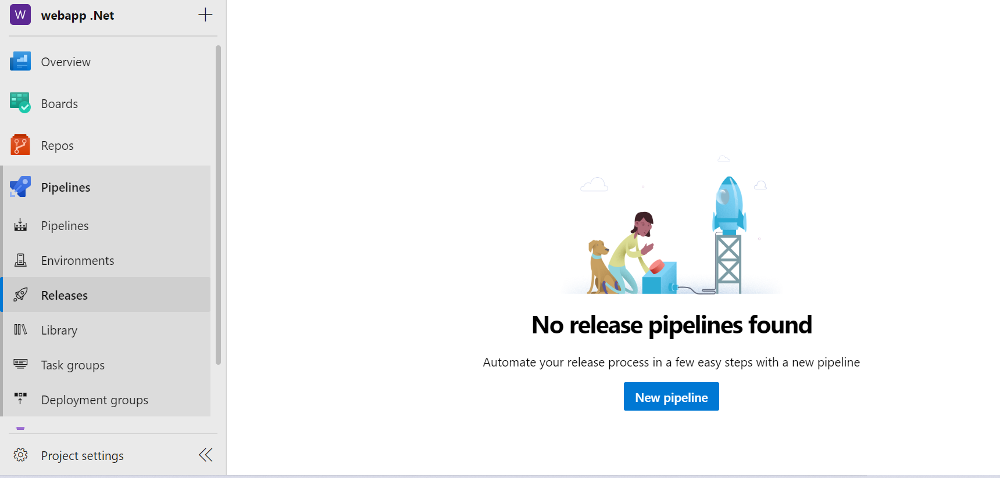 W webapp .Net
Overview
Boards
Repos
Pipelines
Pipelines
Environments
Releases
Library
Task groups
Deployment groups
Project settings
No release pipelines found
Automate your release process in a few easy steps with a new pipeline
New pipeline